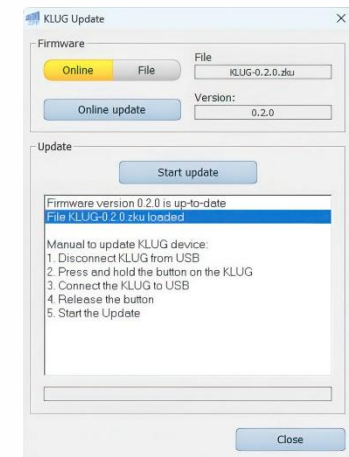 KLUG Update
Firmware
Online
File
File
KLUG-0.2.0.zku
Online update
Version:
0.2.0
Update
Start update
Firmware version 0.2.0 is up-to-date
File KLUG-0.2.0.zku loaded
Manual to update KLUG device:
1. Disconnect KLUG from USB
2. Press and hold the button on the KLUG
3. Connect the KLUG to USB
4. Release the button
5. Start the Update
Close